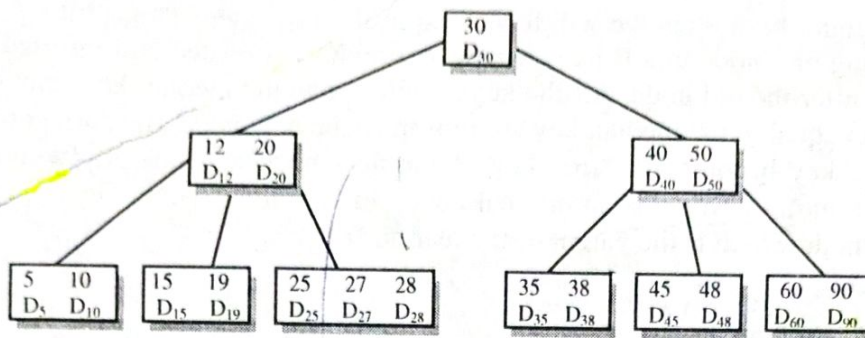 30
D₃₀
12 20
D₁₂ D₂₀
40 50
D₄₀ D₅₀
5 10
D₅ D₁₀
15 19
D₁₅ D₁₉
25 27 28
D₂₅ D₂₇ D₂₈
35 38
D₃₅ D₃₈
45 48
D₄₅ D₄₈
60 90
D₆₀ D₉₀